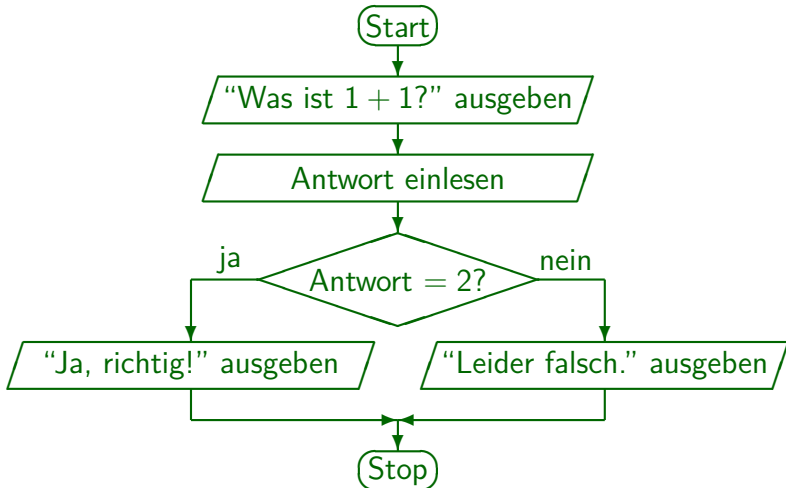 Start
“Was ist 1 + 1?” ausgeben
Antwort einlesen
ja
nein
Antwort = 2?
“Ja, richtig!” ausgeben
“Leider falsch.” ausgeben
Stop